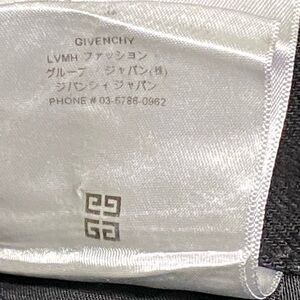 GIVENCHY
LVMH ファッション
グループ ジャパン(株)
ジバンシィ ジャパン
PHONE # 03-5786-0962